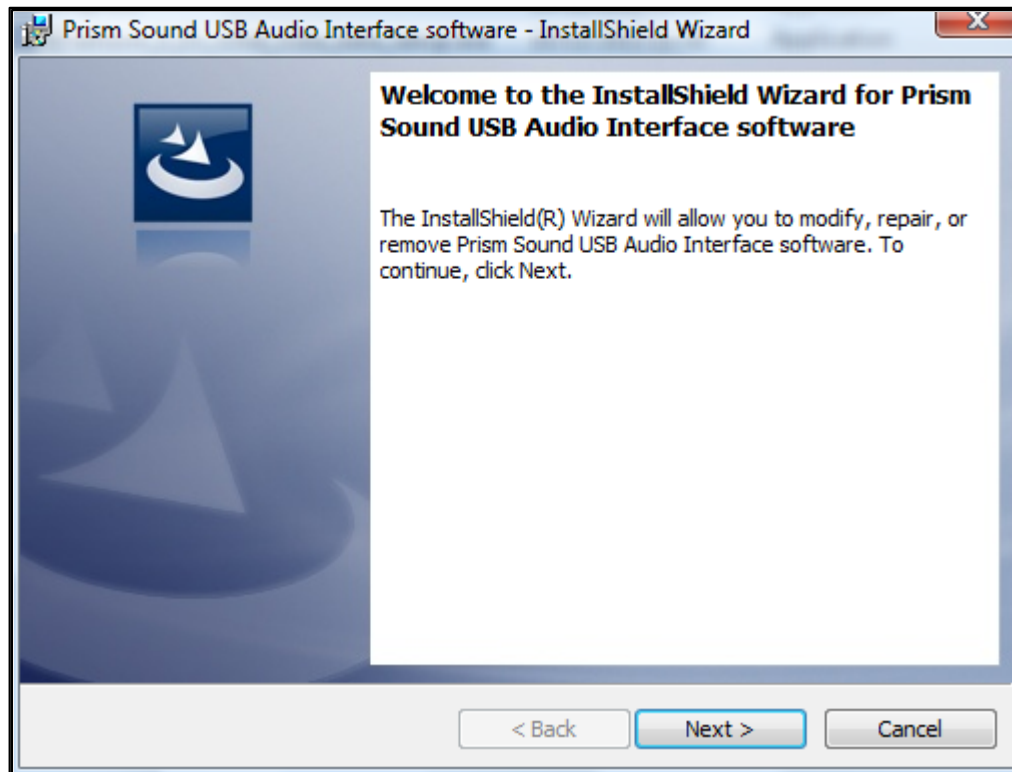 Prism Sound USB Audio Interface software - InstallShield Wizard
Welcome to the InstallShield Wizard for Prism
Sound USB Audio Interface software
The InstallShield(R) Wizard will allow you to modify, repair, or
remove Prism Sound USB Audio Interface software. To
continue, click Next.
< Back Next > Cancel